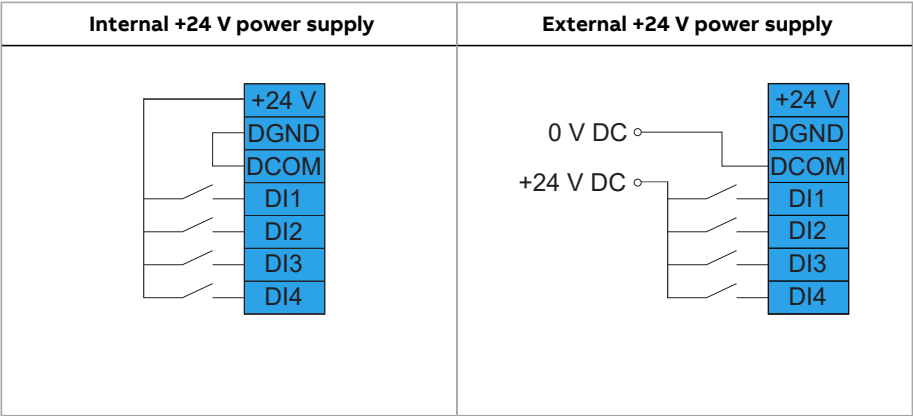 Internal +24 V power supply
External +24 V power supply
+24 V
DGND
DCOM
DI1
DI2
DI3
DI4
0 V DC
+24 V DC
+24 V
DGND
DCOM
DI1
DI2
DI3
DI4